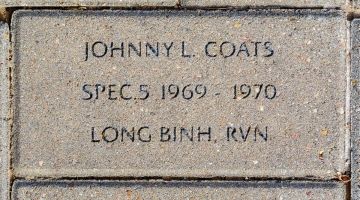 JOHNNY L. COATS
SPEC.5 1969 - 1970
LONG BINH, RVN